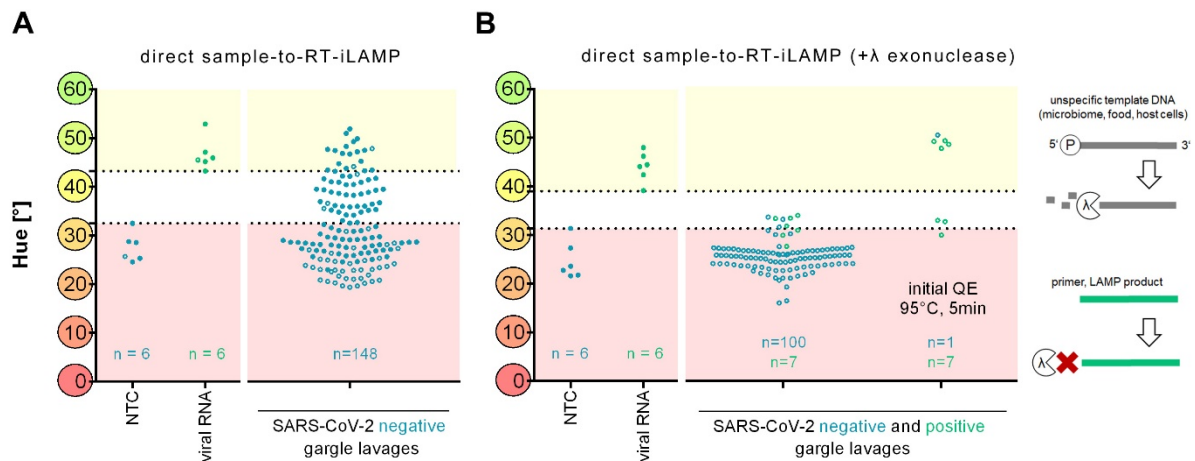 A
direct sample-to-RT-iLAMP
Hue [°]
60
50
40
30
20
10
0
n = 6
n = 6
n=148
NTC
viral RNA
SARS-CoV-2 negative
gargle lavages
B
direct sample-to-RT-iLAMP (+λ exonuclease)
60
50
40
30
20
10
0
n = 6
n = 6
initial QE
95°C, 5min
n=100
n=7
n=1
n=7
NTC
viral RNA
SARS-CoV-2 negative and positive
gargle lavages
unspecific template DNA
(microbiome, food, host cells)
5' P 3'
λ
primer, LAMP product
λ